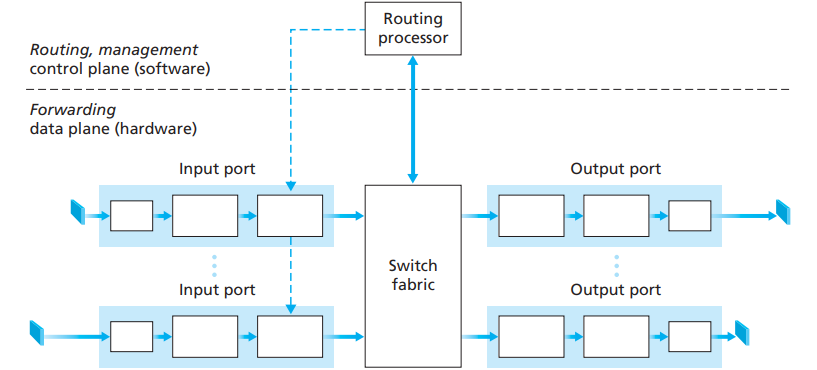 Routing
processor
Routing, management
control plane (software)
Forwarding
data plane (hardware)
Input port
Output port
Switch
fabric
Input port
Output port